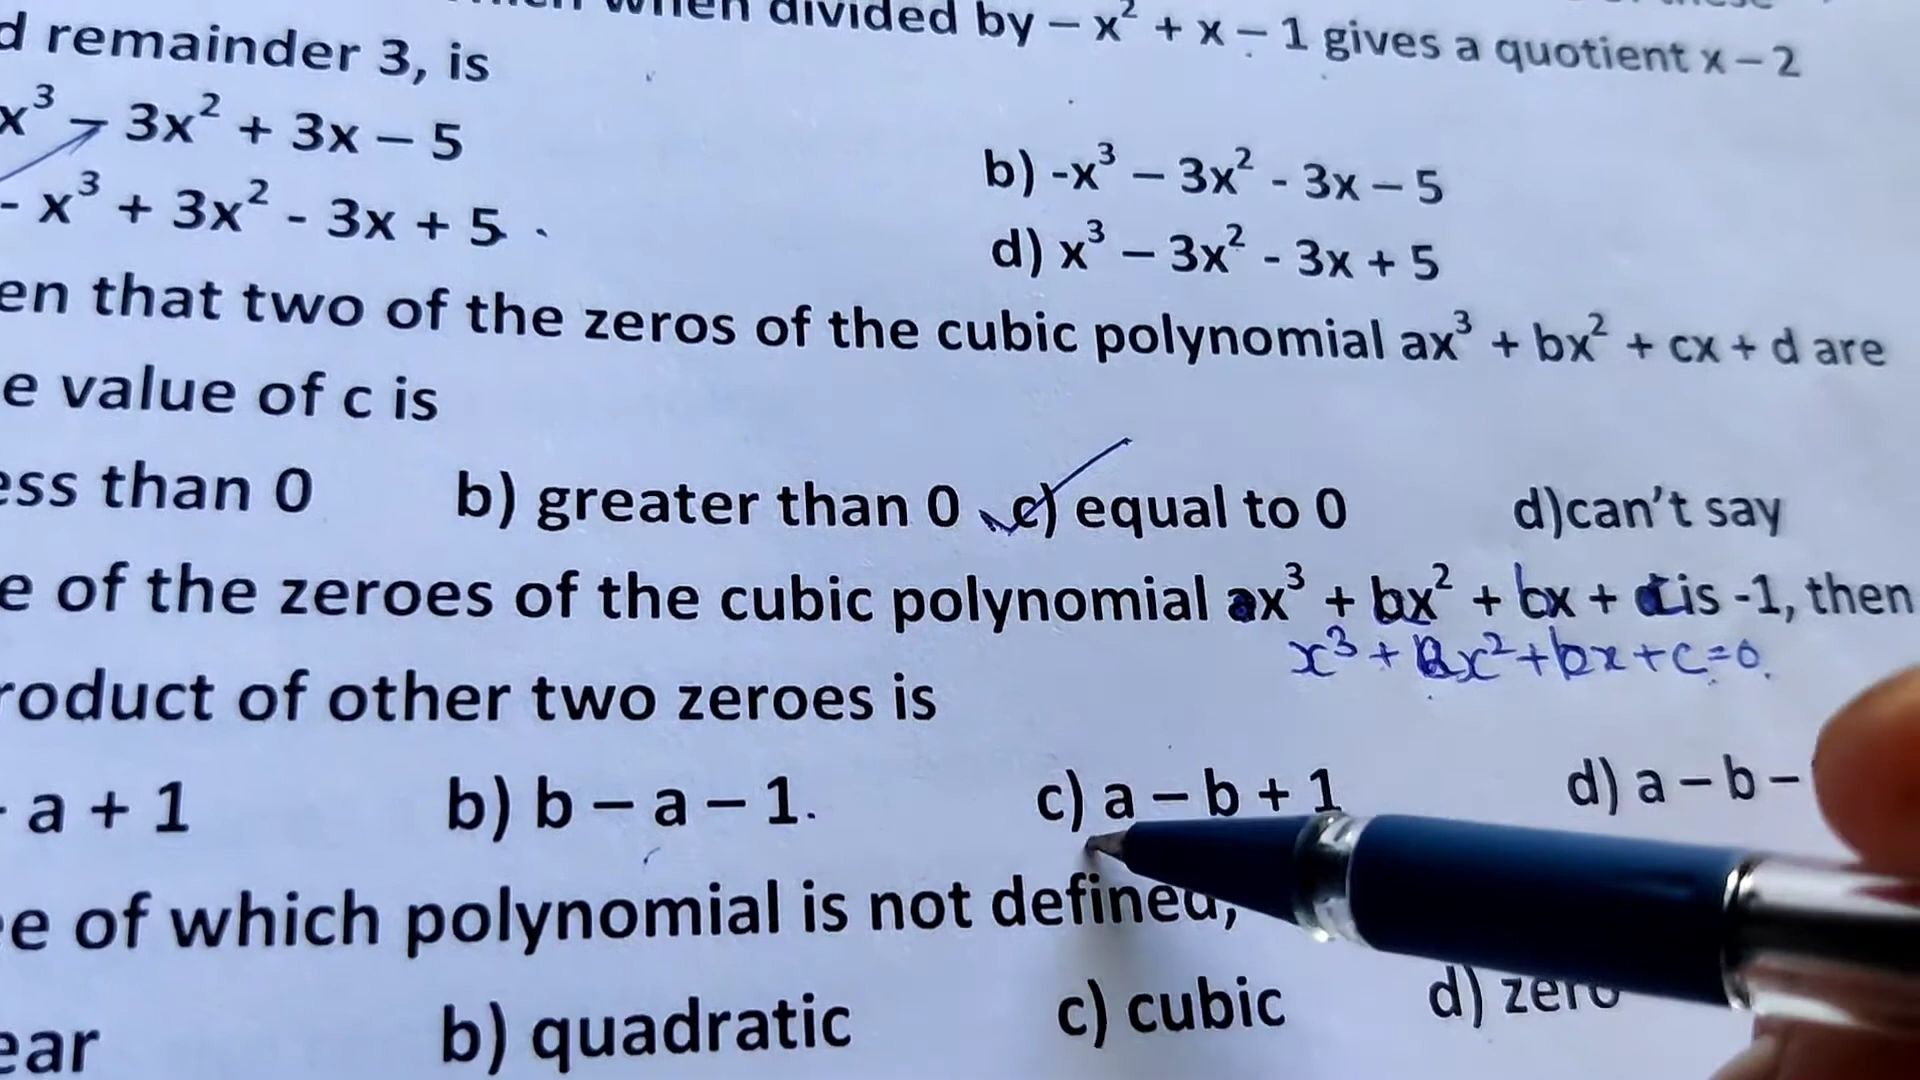 when divided by – x² + x – 1 gives a quotient x – 2
d remainder 3, is
x³ – 3x² + 3x – 5
b) -x³ – 3x² - 3x – 5
- x³ + 3x² - 3x + 5
d) x³ – 3x² - 3x + 5
en that two of the zeros of the cubic polynomial ax³ + bx² + cx + d are
e value of c is
ess than 0 b) greater than 0 c) equal to 0 d)can't say
e of the zeroes of the cubic polynomial ax³ + bx² + bx + c is -1, then
x³ + ax² + bx + c = 0
roduct of other two zeroes is
- a + 1 b) b – a – 1. c) a – b + 1 d) a – b –
e of which polynomial is not defined,
ear b) quadratic c) cubic d) zero